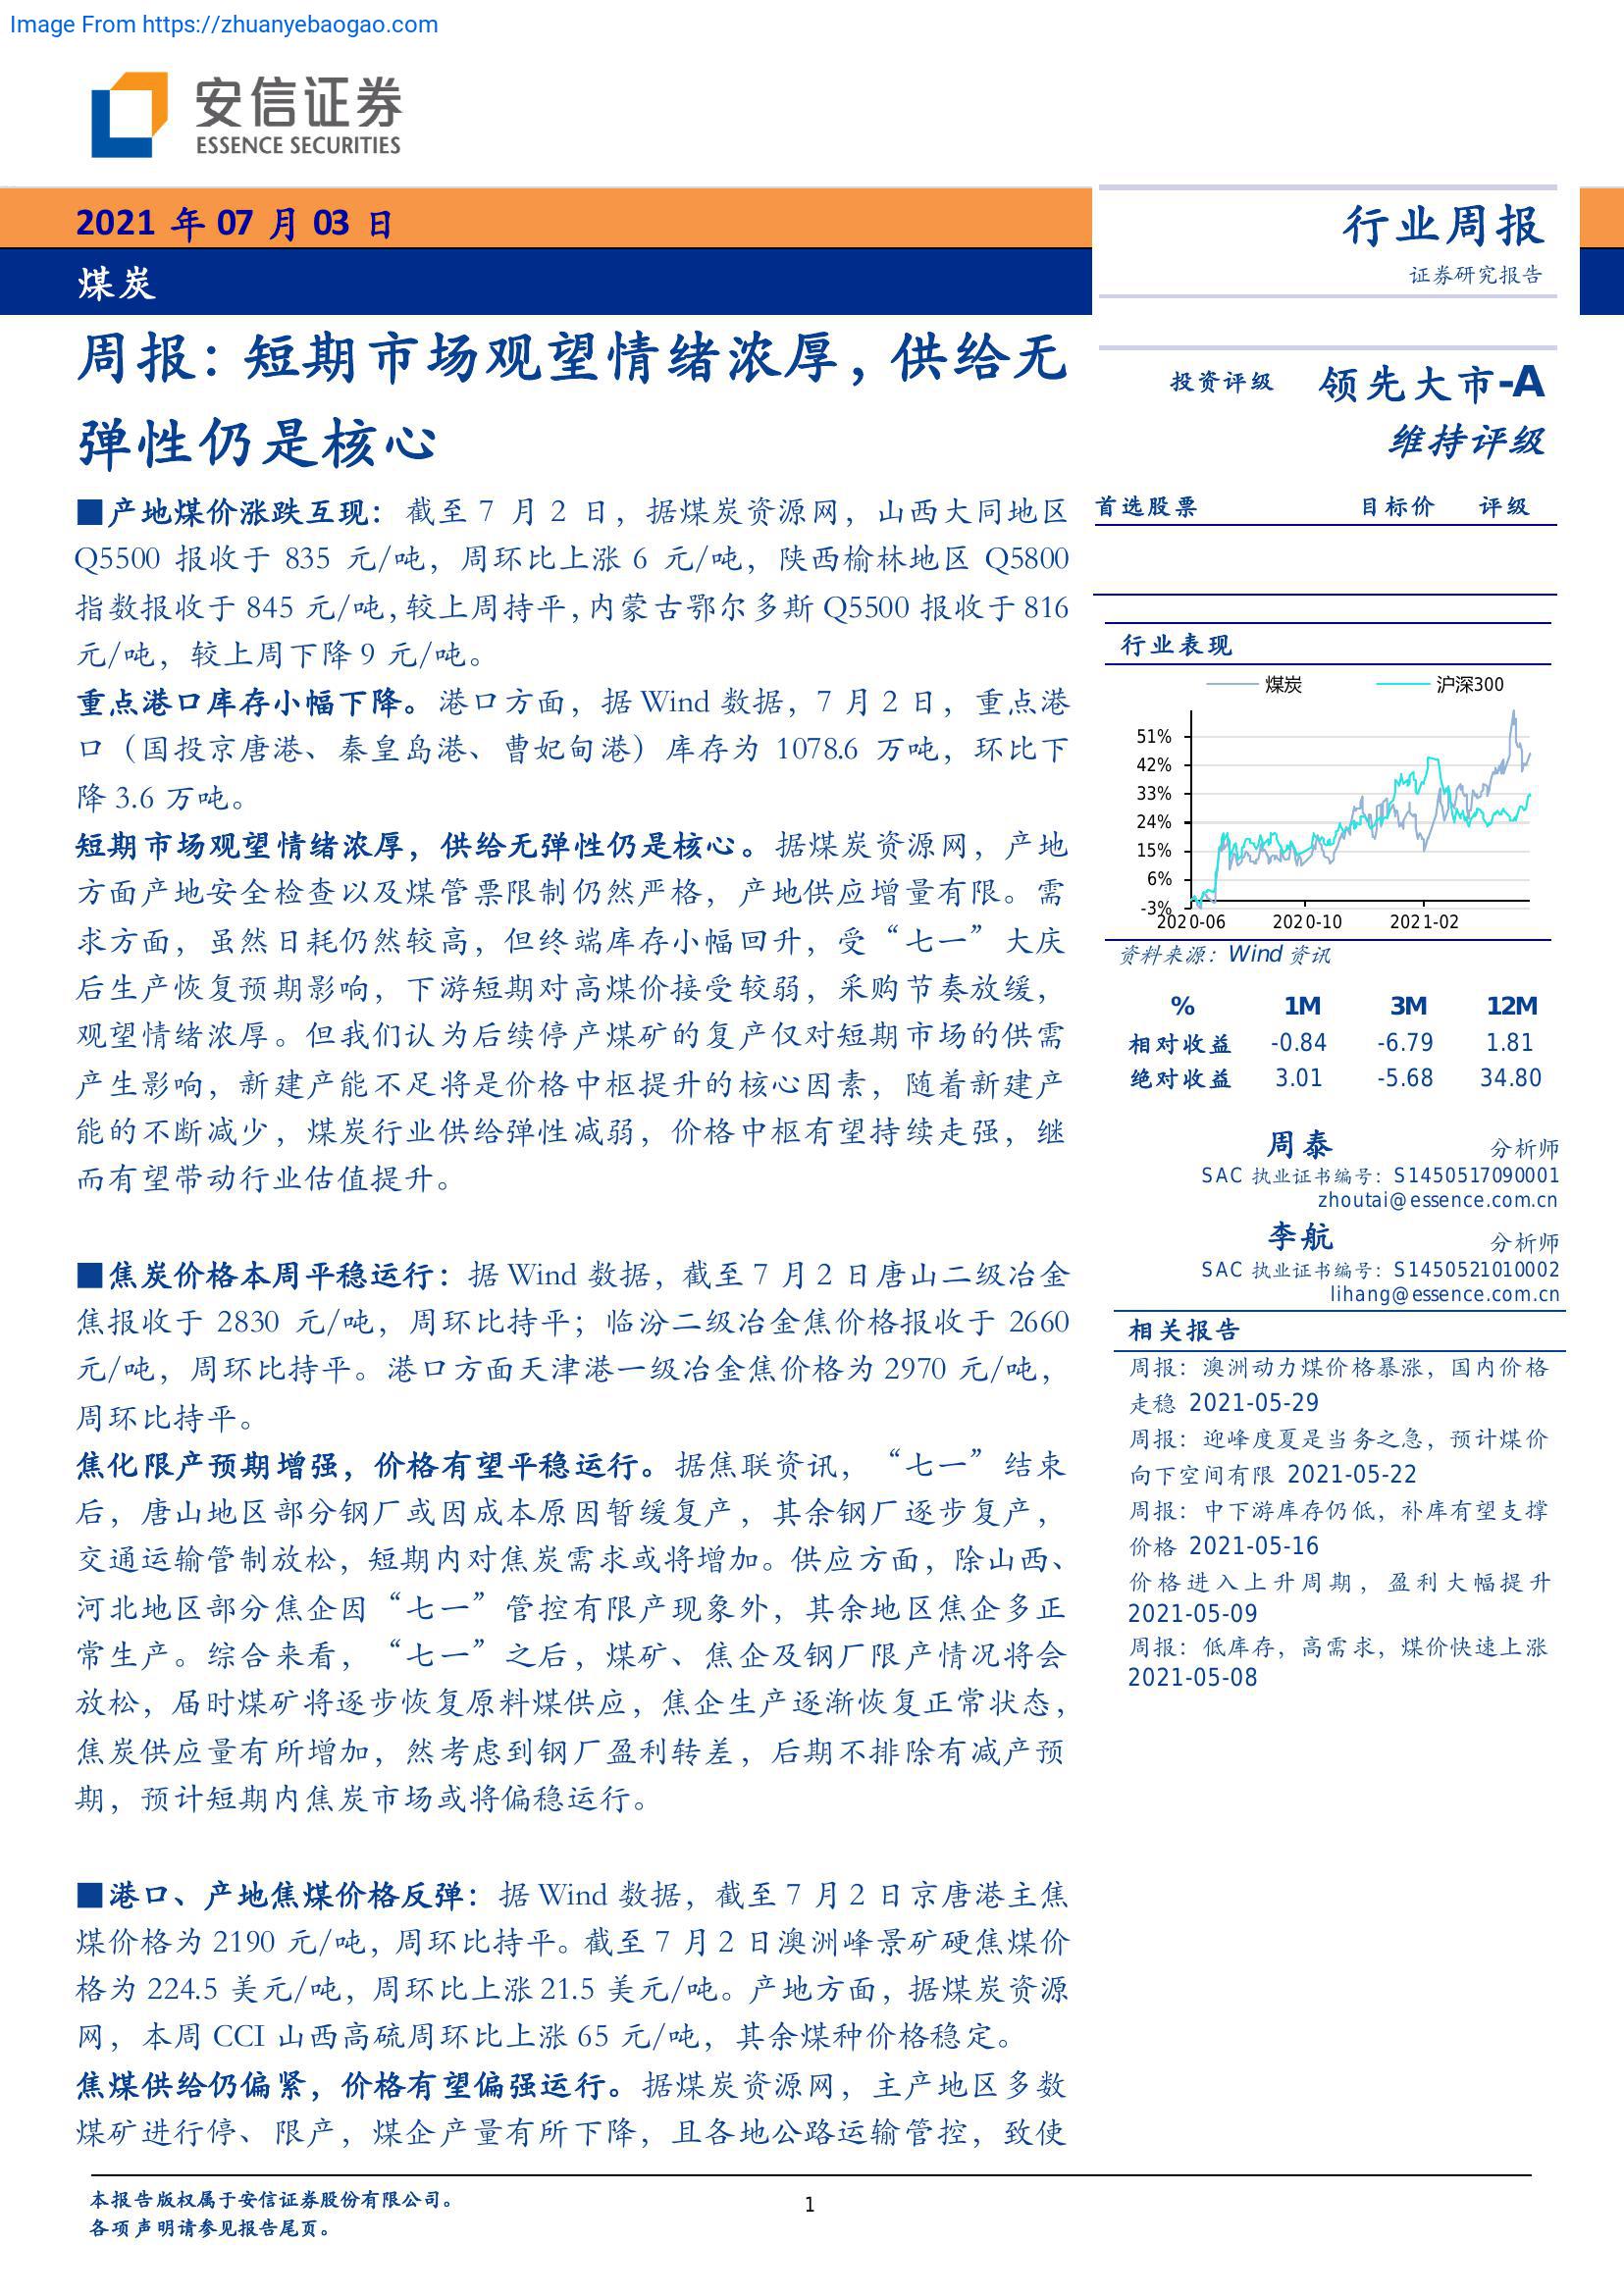 Image From https://zhuanyebaogao.com
安信证券
ESSENCE SECURITIES
2021 年 07 月 03 日
煤炭
行业周报
证券研究报告
周报：短期市场观望情绪浓厚，供给无
弹性仍是核心
■产地煤价涨跌互现：截至 7 月 2 日，据煤炭资源网，山西大同地区
Q5500 报收于 835 元/吨，周环比上涨 6 元/吨，陕西榆林地区 Q5800
指数报收于 845 元/吨，较上周持平，内蒙古鄂尔多斯 Q5500 报收于 816
元/吨，较上周下降 9 元/吨。
重点港口库存小幅下降。港口方面，据 Wind 数据，7 月 2 日，重点港
口（国投京唐港、秦皇岛港、曹妃甸港）库存为 1078.6 万吨，环比下
降 3.6 万吨。
短期市场观望情绪浓厚，供给无弹性仍是核心。据煤炭资源网，产地
方面产地安全检查以及煤管票限制仍然严格，产地供应增量有限。需
求方面，虽然日耗仍然较高，但终端库存小幅回升，受“七一”大庆
后生产恢复预期影响，下游短期对高煤价接受较弱，采购节奏放缓，
观望情绪浓厚。但我们认为后续停产煤矿的复产仅对短期市场的供需
产生影响，新建产能不足将是价格中枢提升的核心因素，随着新建产
能的不断减少，煤炭行业供给弹性减弱，价格中枢有望持续走强，继
而有望带动行业估值提升。
■焦炭价格本周平稳运行：据 Wind 数据，截至 7 月 2 日唐山二级冶金
焦报收于 2830 元/吨，周环比持平；临汾二级冶金焦价格报收于 2660
元/吨，周环比持平。港口方面天津港一级冶金焦价格为 2970 元/吨，
周环比持平。
焦化限产预期增强，价格有望平稳运行。据焦联资讯，“七一”结束
后，唐山地区部分钢厂或因成本原因暂缓复产，其余钢厂逐步复产，
交通运输管制放松，短期内对焦炭需求或将增加。供应方面，除山西、
河北地区部分焦企因“七一”管控有限产现象外，其余地区焦企多正
常生产。综合来看，“七一”之后，煤矿、焦企及钢厂限产情况将会
放松，届时煤矿将逐步恢复原料煤供应，焦企生产逐渐恢复正常状态，
焦炭供应量有所增加，然考虑到钢厂盈利转差，后期不排除有减产预
期，预计短期内焦炭市场或将偏稳运行。
■港口、产地焦煤价格反弹：据 Wind 数据，截至 7 月 2 日京唐港主焦
煤价格为 2190 元/吨，周环比持平。截至 7 月 2 日澳洲峰景矿硬焦煤价
格为 224.5 美元/吨，周环比上涨 21.5 美元/吨。产地方面，据煤炭资源
网，本周 CCI 山西高硫周环比上涨 65 元/吨，其余煤种价格稳定。
焦煤供给仍偏紧，价格有望偏强运行。据煤炭资源网，主产地区多数
煤矿进行停、限产，煤企产量有所下降，且各地公路运输管控，致使
投资评级 领先大市-A
维持评级
首选股票 目标价 评级
行业表现
煤炭 沪深300
51%
42%
33%
24%
15%
6%
-3%
2020-06 2020-10 2021-02
资料来源：Wind 资讯
% 1M 3M 12M
相对收益 -0.84 -6.79 1.81
绝对收益 3.01 -5.68 34.80
周泰 分析师
SAC 执业证书编号：S1450517090001
zhoutai@essence.com.cn
李航 分析师
SAC 执业证书编号：S1450521010002
lihang@essence.com.cn
相关报告
周报：澳洲动力煤价格暴涨，国内价格
走稳 2021-05-29
周报：迎峰度夏是当务之急，预计煤价
向下空间有限 2021-05-22
周报：中下游库存仍低，补库有望支撑
价格 2021-05-16
价格进入上升周期，盈利大幅提升
2021-05-09
周报：低库存，高需求，煤价快速上涨
2021-05-08
本报告版权属于安信证券股份有限公司。
各项声明请参见报告尾页。
1